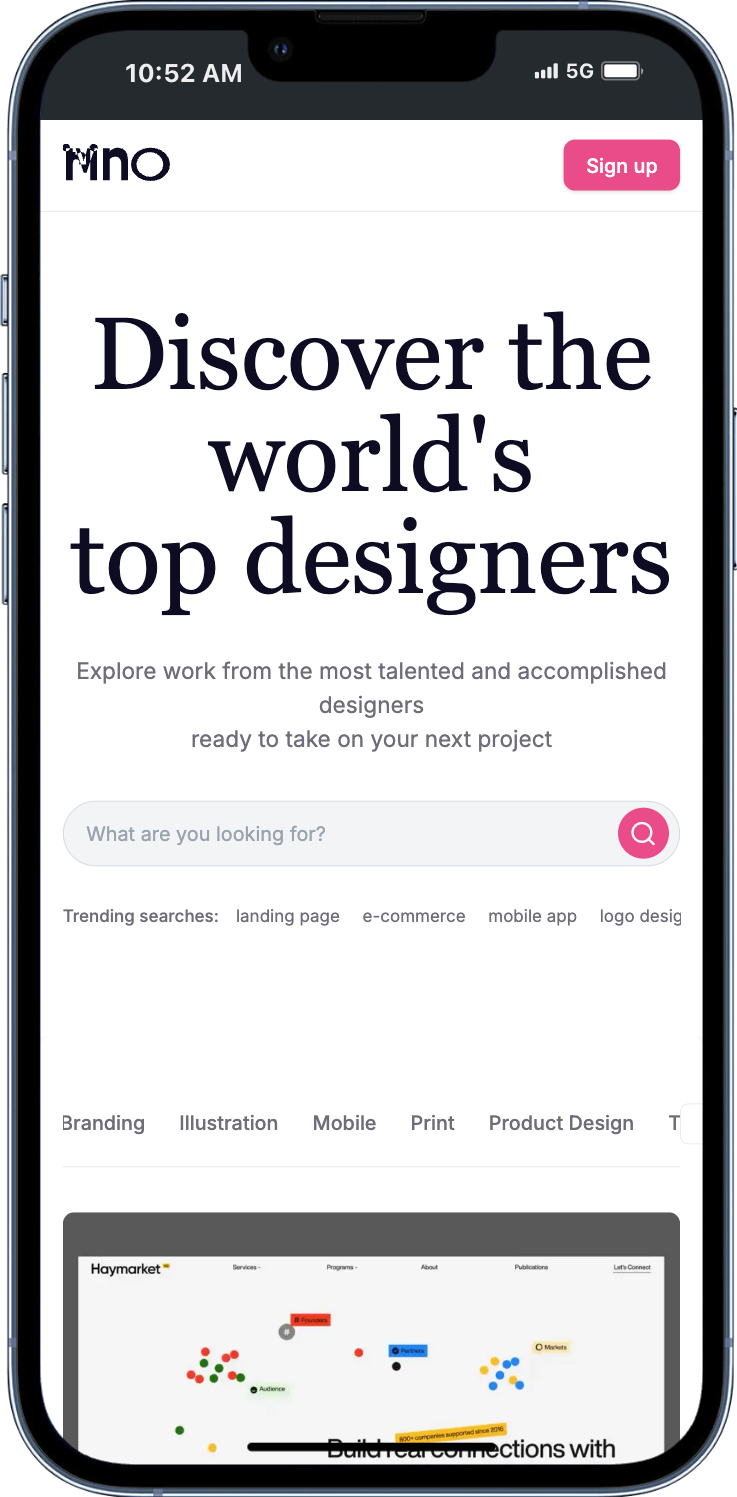 10:52 AM
5G
Sign up
Discover the
world's
top designers
Explore work from the most talented and accomplished
designers
ready to take on your next project
What are you looking for?
Trending searches: landing page e-commerce mobile app logo desig
Branding Illustration Mobile Print Product Design T
Haymarket Services Programs About Publications Let's Connect
# Founders
#
Partners
Markets
Audience
800+ companies supported since 2016
Build real connections with